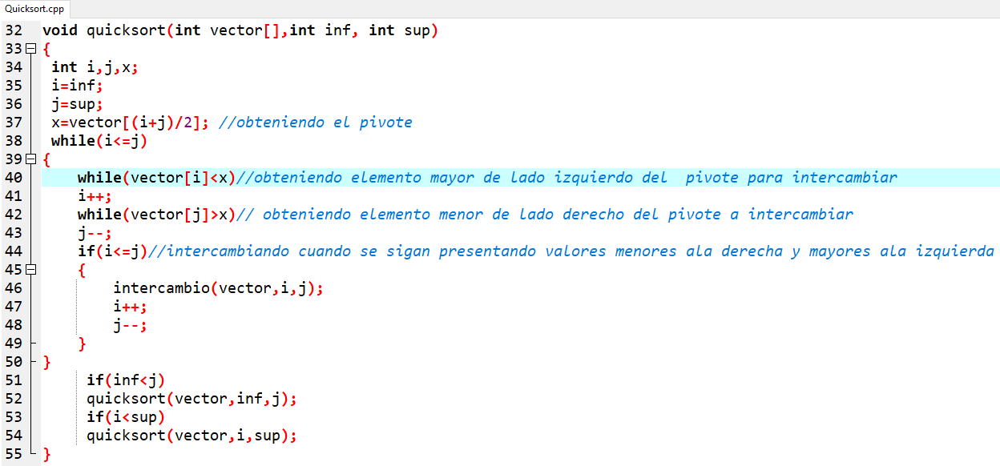 Quicksort.cpp
32 void quicksort(int vector[],int inf, int sup)
33 {
34 int i,j,x;
35 i=inf;
36 j=sup;
37 x=vector[(i+j)/2]; //obteniendo el pivote
38 while(i<=j)
39 {
40 while(vector[i]<x)//obteniendo elemento mayor de lado izquierdo del  pivote para intercambiar
41 i++;
42 while(vector[j]>x)// obteniendo elemento menor de lado derecho del pivote a intercambiar
43 j--;
44 if(i<=j)//intercambiando cuando se sigan presentando valores menores ala derecha y mayores ala izquierda
45 {
46 intercambio(vector,i,j);
47 i++;
48 j--;
49 }
50 }
51 if(inf<j)
52 quicksort(vector,inf,j);
53 if(i<sup)
54 quicksort(vector,i,sup);
55 }